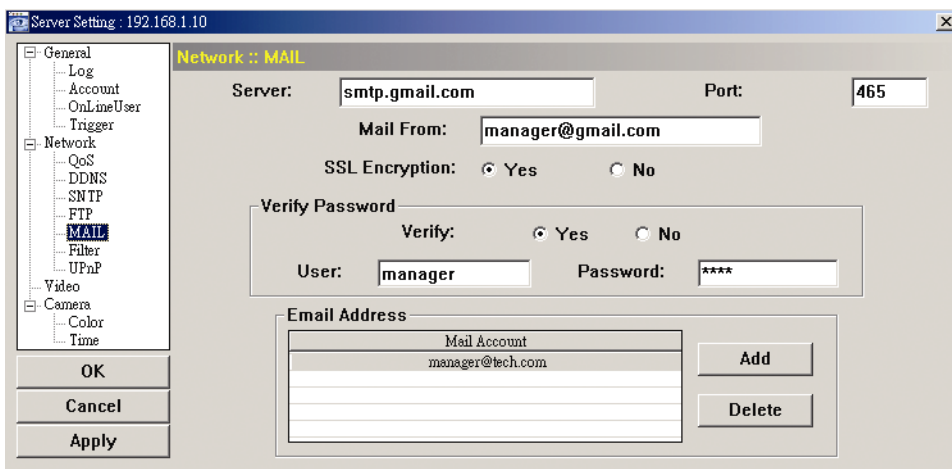 Server Setting : 192.168.1.10
General
Log
Account
OnLineUser
Trigger
Network
QoS
DDNS
SNTP
FTP
MAIL
Filter
UPnP
Video
Camera
Color
Time
OK
Cancel
Apply
Network :: MAIL
Server: smtp.gmail.com Port: 465
Mail From: manager@gmail.com
SSL Encryption: Yes No
Verify Password
Verify: Yes No
User: manager Password: ****
Email Address
Mail Account
manager@tech.com
Add
Delete